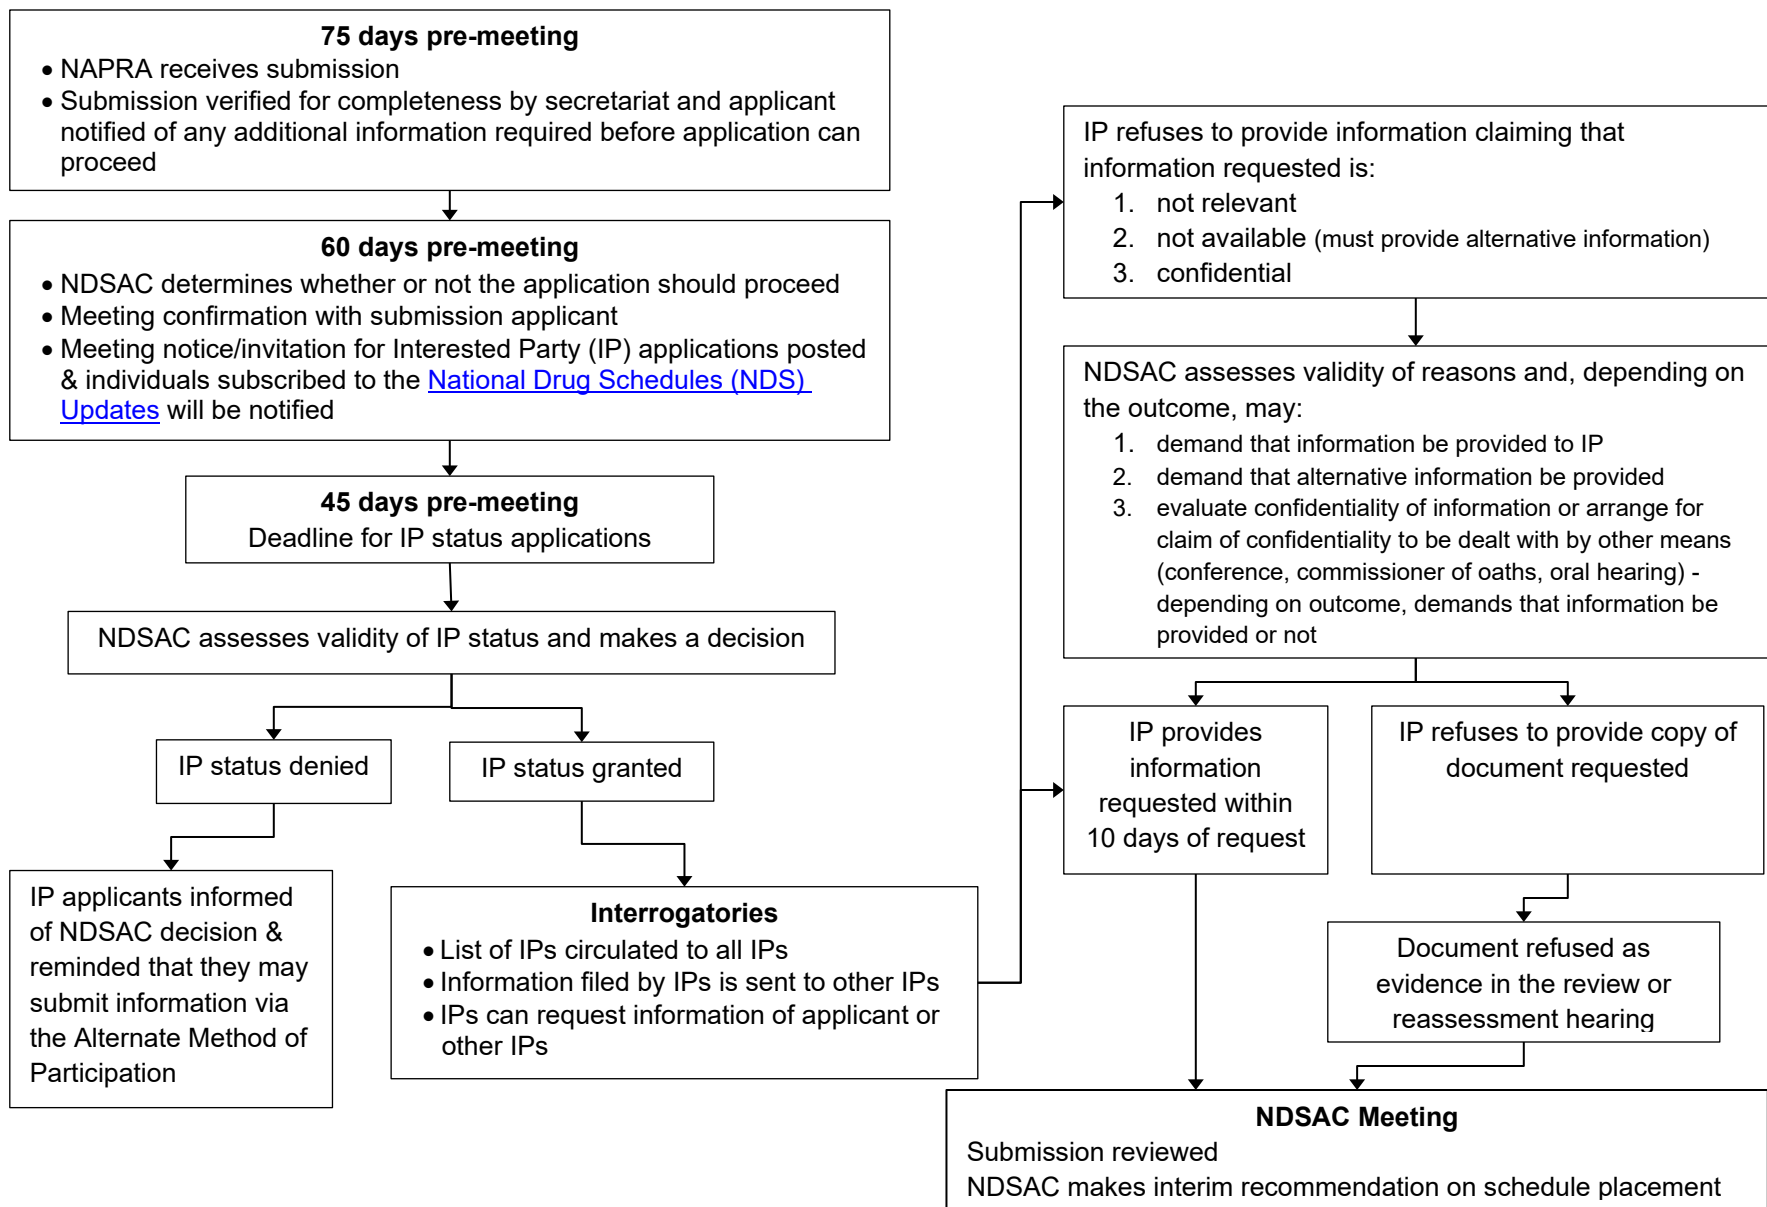 75 days pre-meeting
• NAPRA receives submission
• Submission verified for completeness by secretariat and applicant
notified of any additional information required before application can
proceed
60 days pre-meeting
• NDSAC determines whether or not the application should proceed
• Meeting confirmation with submission applicant
• Meeting notice/invitation for Interested Party (IP) applications posted
& individuals subscribed to the National Drug Schedules (NDS)
Updates will be notified
45 days pre-meeting
Deadline for IP status applications
NDSAC assesses validity of IP status and makes a decision
IP status denied
IP status granted
IP applicants informed
of NDSAC decision &
reminded that they may
submit information via
the Alternate Method of
Participation
Interrogatories
• List of IPs circulated to all IPs
• Information filed by IPs is sent to other IPs
• IPs can request information of applicant or
other IPs
IP refuses to provide information claiming that
information requested is:
1. not relevant
2. not available (must provide alternative information)
3. confidential
NDSAC assesses validity of reasons and, depending on
the outcome, may:
1. demand that information be provided to IP
2. demand that alternative information be provided
3. evaluate confidentiality of information or arrange for
claim of confidentiality to be dealt with by other means
(conference, commissioner of oaths, oral hearing) -
depending on outcome, demands that information be
provided or not
IP provides
information
requested within
10 days of request
IP refuses to provide copy of
document requested
Document refused as
evidence in the review or
reassessment hearing
NDSAC Meeting
Submission reviewed
NDSAC makes interim recommendation on schedule placement